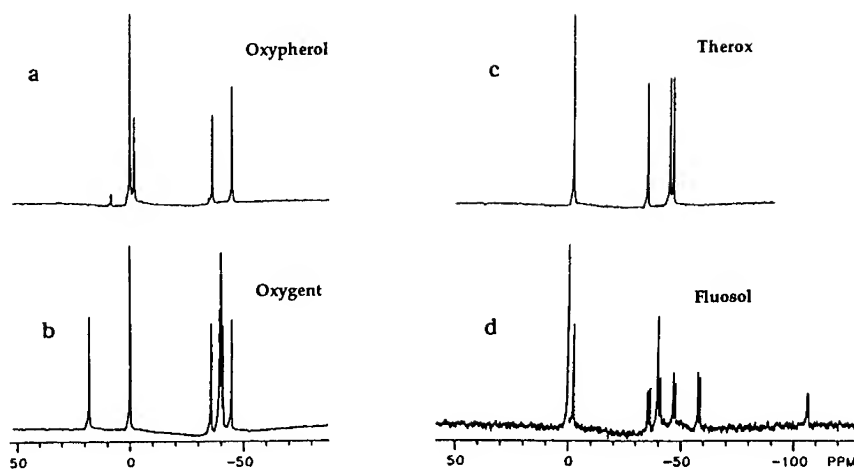 a
Oxypherol
c
Therox
b
Oxygent
d
Fluosol
50 0 -50
50 0 -50 -100 PPM